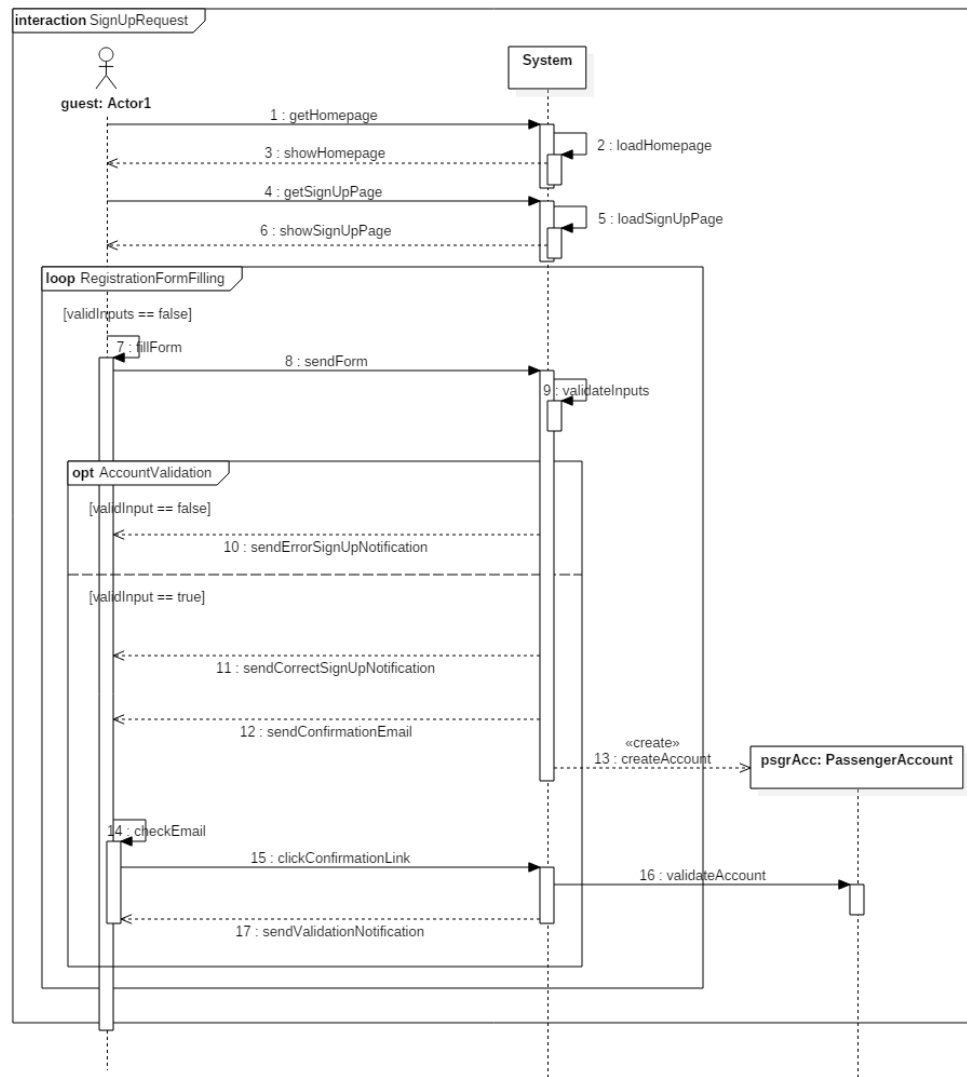 interaction SignUpRequest
System
guest: Actor1
1 : getHomepage
2 : loadHomepage
3 : showHomepage
4 : getSignUpPage
5 : loadSignUpPage
6 : showSignUpPage
loop RegistrationFormFilling
[validInputs == false]
7 : fillForm
8 : sendForm
9 : validateInputs
opt AccountValidation
[validInput == false]
10 : sendErrorSignUpNotification
[validInput == true]
11 : sendCorrectSignUpNotification
12 : sendConfirmationEmail
«create»
13 : createAccount
psgrAcc: PassengerAccount
14 : checkEmail
15 : clickConfirmationLink
16 : validateAccount
17 : sendValidationNotification